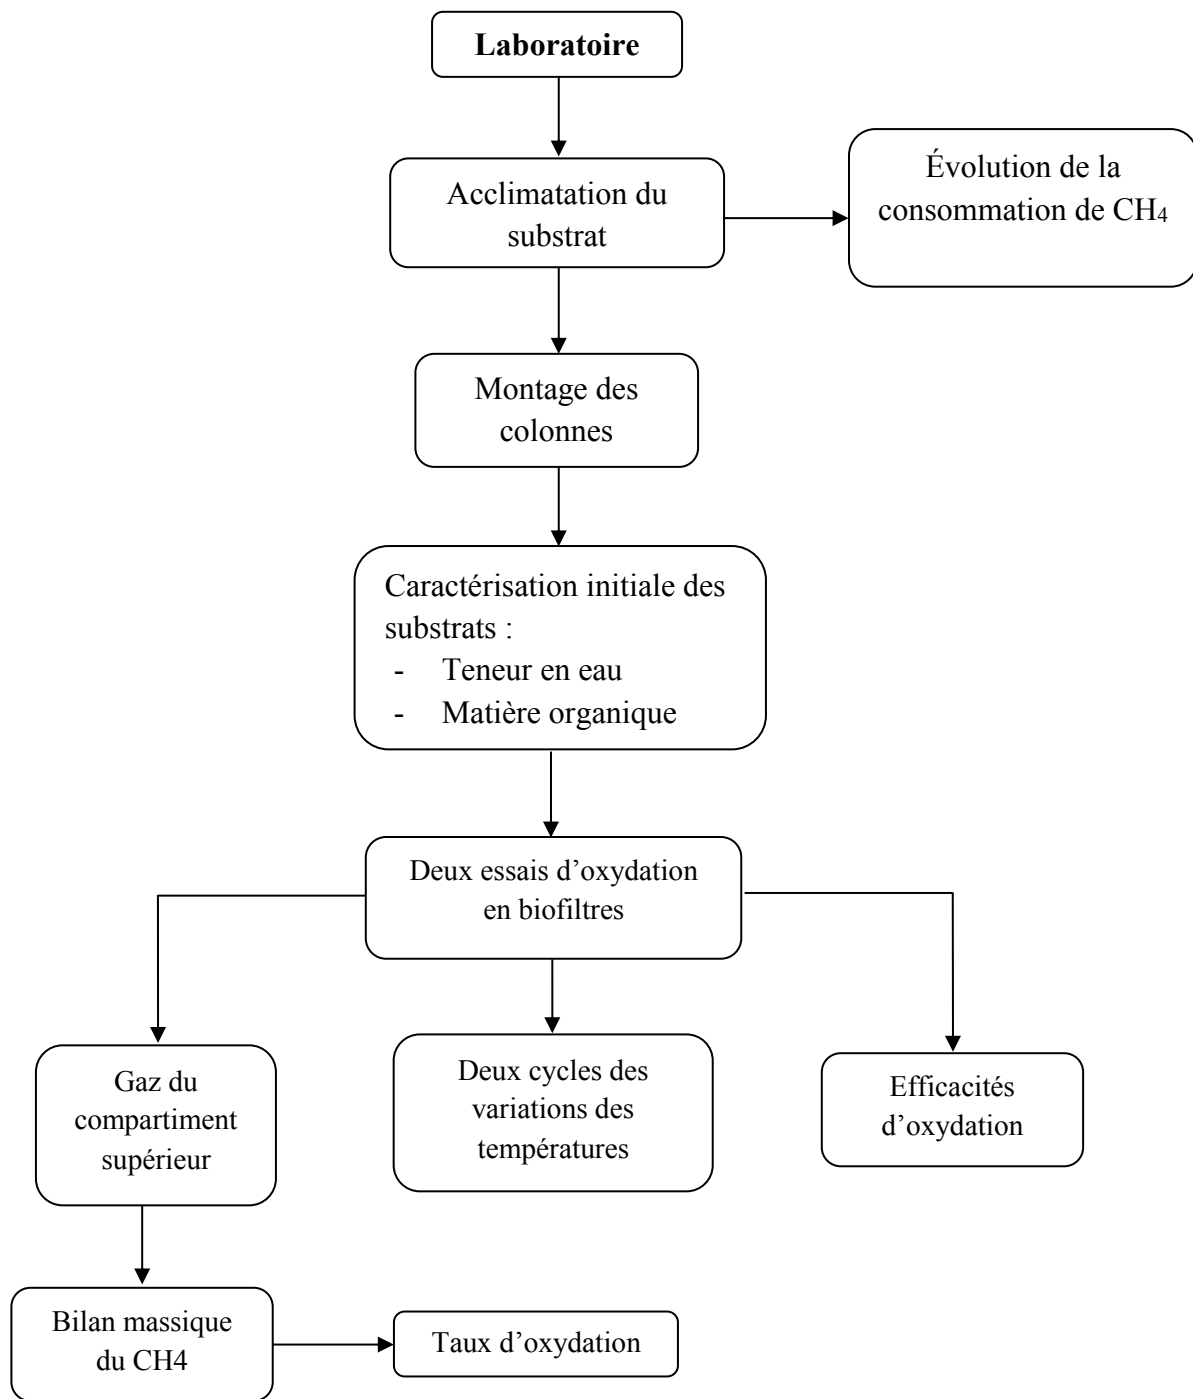 Laboratoire
Acclimatation du
substrat
Évolution de la
consommation de CH4
Montage des
colonnes
Caractérisation initiale des
substrats :
- Teneur en eau
- Matière organique
Deux essais d’oxydation
en biofiltres
Gaz du
compartiment
supérieur
Deux cycles des
variations des
températures
Efficacités
d’oxydation
Bilan massique
du CH4
Taux d’oxydation